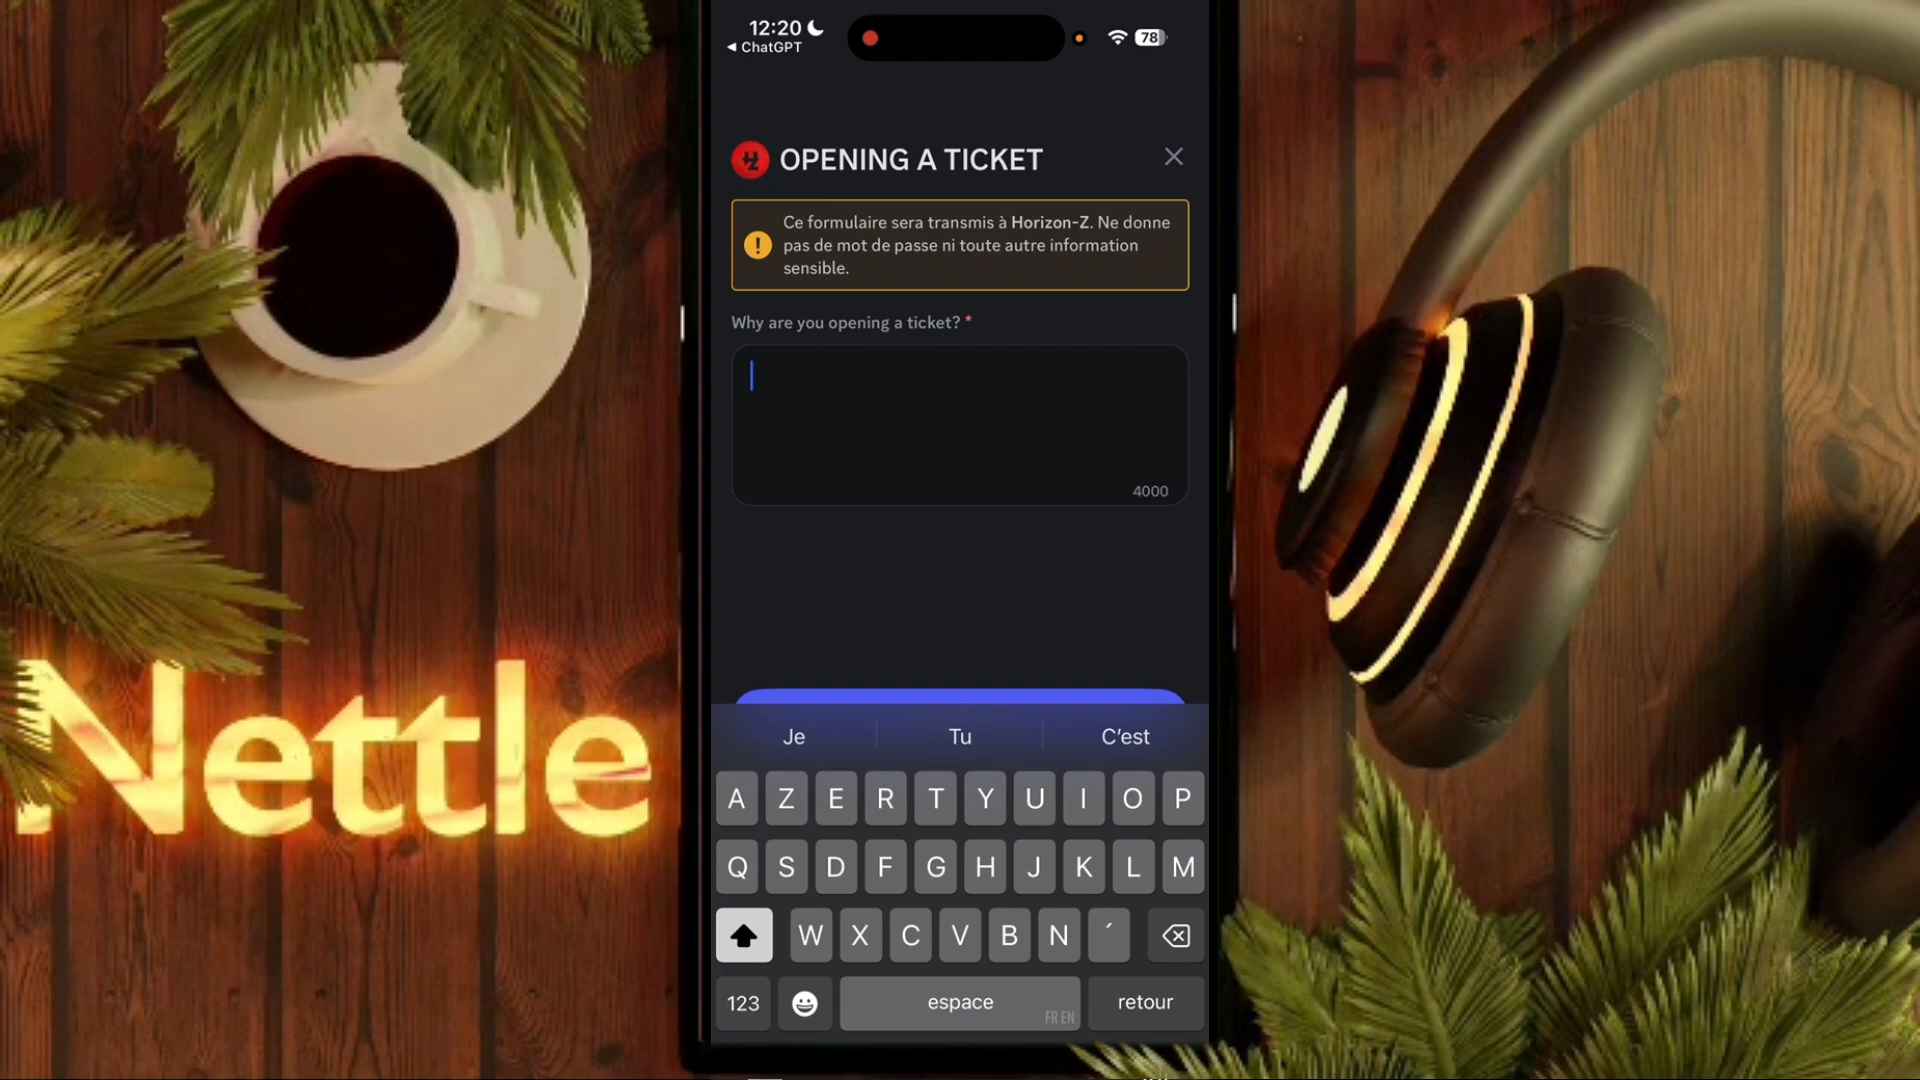 12:20
78
◀ ChatGPT
OPENING A TICKET
Ce formulaire sera transmis à Horizon-Z. Ne donne
pas de mot de passe ni toute autre information
sensible.
Why are you opening a ticket? *
4000
Nettle
Je Tu C'est
A Z E R T Y U I O P
Q S D F G H J K L M
W X C V B N ´
123 espace FR EN retour